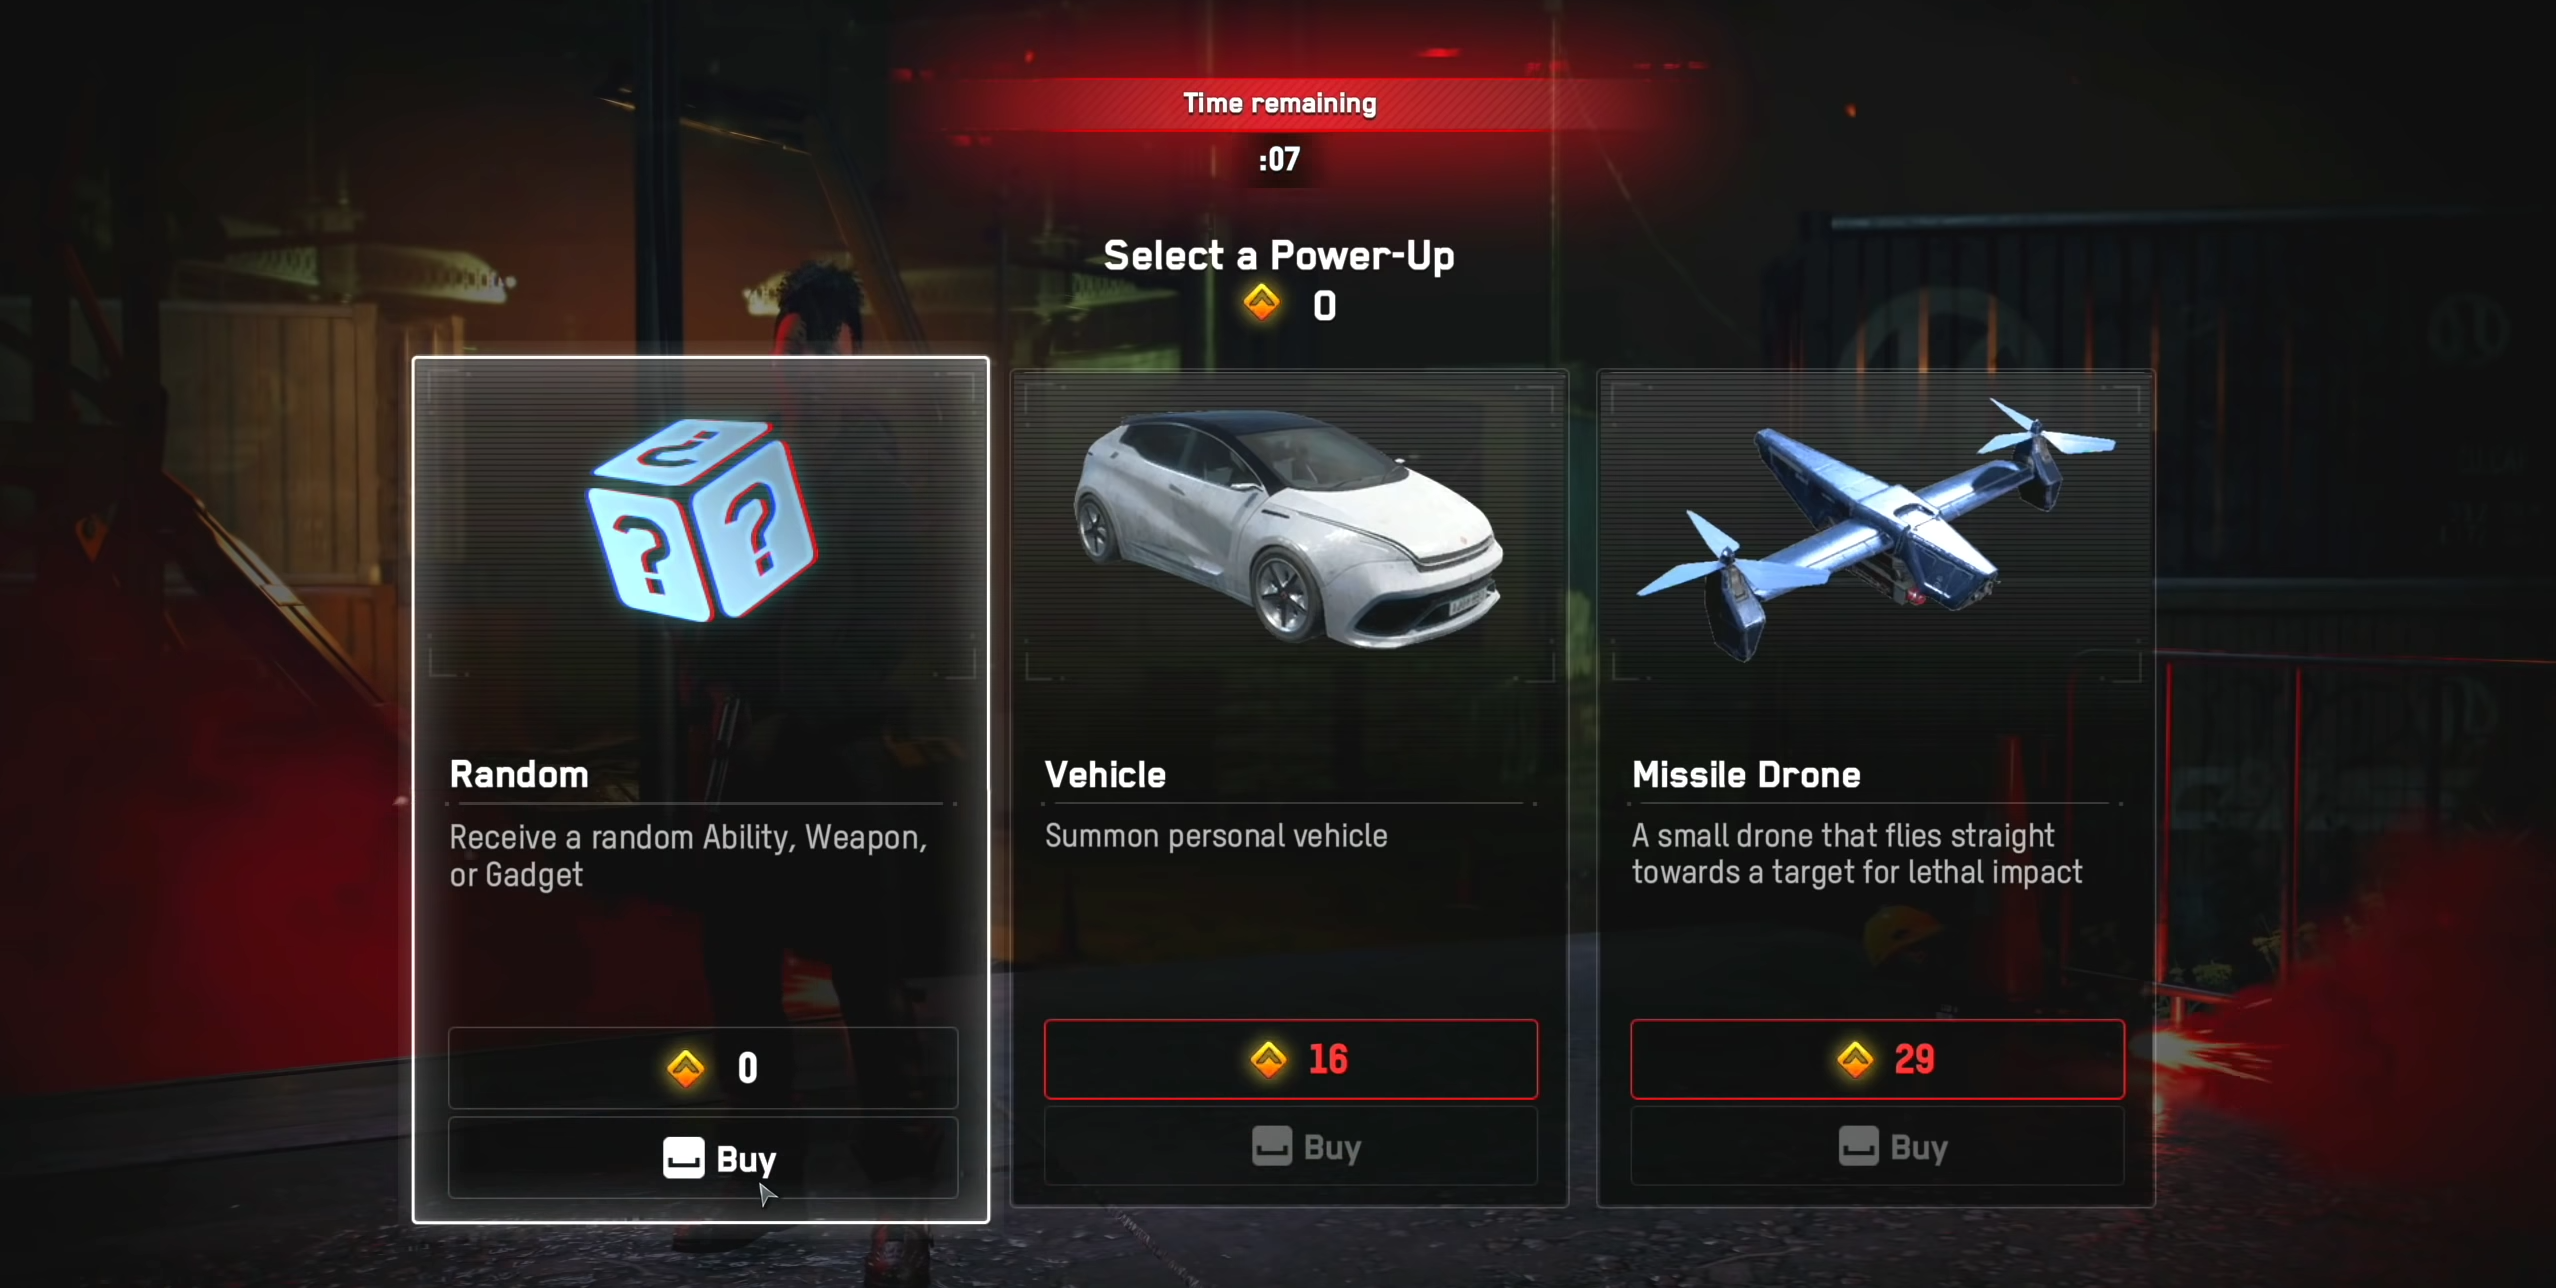 Time remaining
:07
Select a Power-Up
0
? ? ?
Random
Receive a random Ability, Weapon,
or Gadget
0
Buy
Vehicle
Summon personal vehicle
16
Buy
Missile Drone
A small drone that flies straight
towards a target for lethal impact
29
Buy